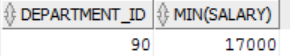 DEPARTMENT_ID MIN(SALARY)
90 17000